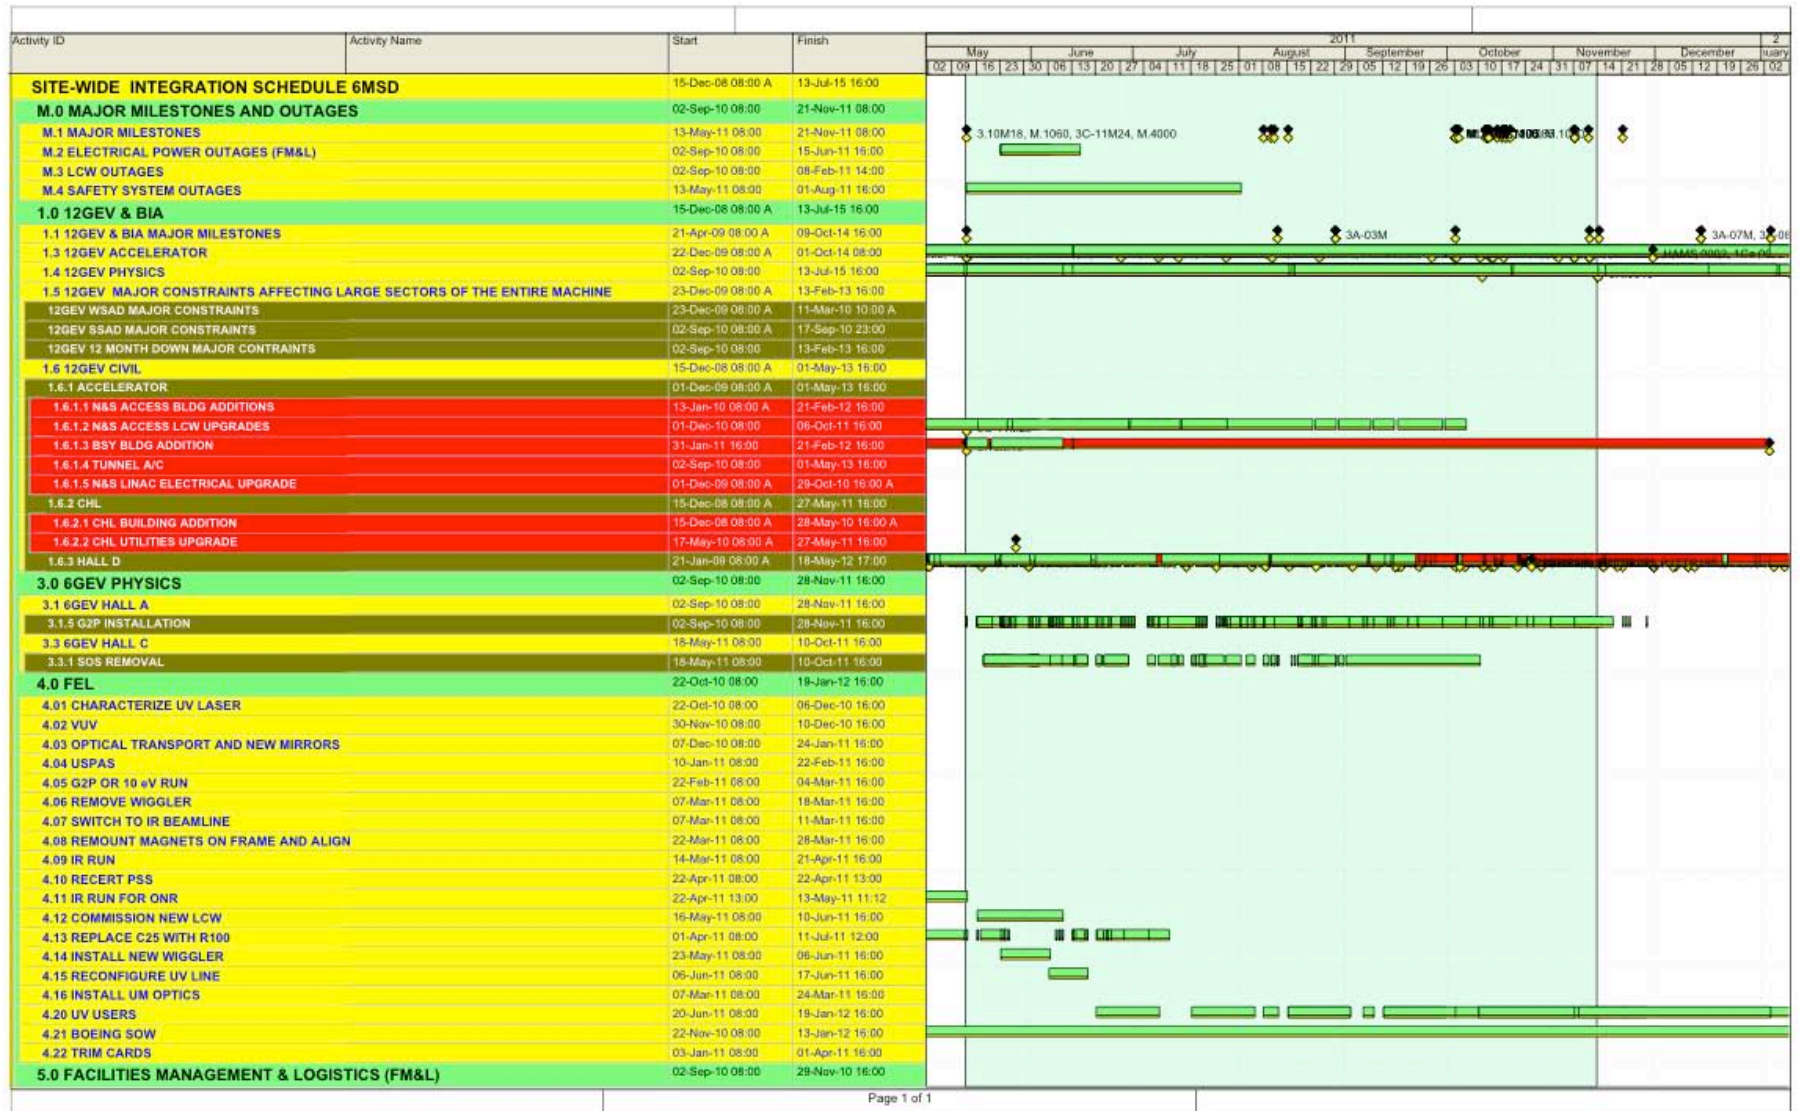 Activity ID Activity Name Start Finish 2011 2
May June July August September October November December uary
02 09 16 23 30 06 13 20 27 04 11 18 25 01 08 15 22 29 05 12 19 26 03 10 17 24 31 07 14 21 28 05 12 19 26 02
SITE-WIDE INTEGRATION SCHEDULE 6MSD 15-Dec-08 08:00 A 13-Jul-15 16:00
M.0 MAJOR MILESTONES AND OUTAGES 02-Sep-10 08:00 21-Nov-11 08:00
M.1 MAJOR MILESTONES 13-May-11 08:00 21-Nov-11 08:00 3.10M18, M.1060, 3C-11M24, M.4000
M.2 ELECTRICAL POWER OUTAGES (FM&L) 02-Sep-10 08:00 15-Jun-11 16:00
M.3 LCW OUTAGES 02-Sep-10 08:00 08-Feb-11 14:00
M.4 SAFETY SYSTEM OUTAGES 13-May-11 08:00 01-Aug-11 16:00
1.0 12GEV & BIA 15-Dec-08 08:00 A 13-Jul-15 16:00
1.1 12GEV & BIA MAJOR MILESTONES 21-Apr-09 08:00 A 09-Oct-14 16:00 3A-03M 3A-07M,
1.3 12GEV ACCELERATOR 22-Dec-09 08:00 A 01-Oct-14 08:00
1.4 12GEV PHYSICS 02-Sep-10 08:00 13-Jul-15 16:00
1.5 12GEV MAJOR CONSTRAINTS AFFECTING LARGE SECTORS OF THE ENTIRE MACHINE 23-Dec-09 08:00 A 13-Feb-13 16:00
12GEV WSAD MAJOR CONSTRAINTS 23-Dec-09 08:00 A 11-Mar-10 10:00 A
12GEV SSAD MAJOR CONSTRAINTS 02-Sep-10 08:00 A 17-Sep-10 23:00
12GEV 12 MONTH DOWN MAJOR CONTRAINTS 02-Sep-10 08:00 13-Feb-13 16:00
1.6 12GEV CIVIL 15-Dec-08 08:00 A 01-May-13 16:00
1.6.1 ACCELERATOR 01-Dec-09 08:00 A 01-May-13 16:00
1.6.1.1 N&S ACCESS BLDG ADDITIONS 13-Jan-10 08:00 A 21-Feb-12 16:00
1.6.1.2 N&S ACCESS LCW UPGRADES 01-Dec-10 08:00 06-Oct-11 16:00
1.6.1.3 BSY BLDG ADDITION 31-Jan-11 16:00 21-Feb-12 16:00
1.6.1.4 TUNNEL A/C 02-Sep-10 08:00 01-May-13 16:00
1.6.1.5 N&S LINAC ELECTRICAL UPGRADE 01-Dec-09 08:00 A 29-Oct-10 16:00 A
1.6.2 CHL 15-Dec-08 08:00 A 27-May-11 16:00
1.6.2.1 CHL BUILDING ADDITION 15-Dec-08 08:00 A 28-May-10 16:00 A
1.6.2.2 CHL UTILITIES UPGRADE 17-May-10 08:00 A 27-May-11 16:00
1.6.3 HALL D 21-Jan-09 08:00 A 18-May-12 17:00
3.0 6GEV PHYSICS 02-Sep-10 08:00 28-Nov-11 16:00
3.1 6GEV HALL A 02-Sep-10 08:00 28-Nov-11 16:00
3.1.5 G2P INSTALLATION 02-Sep-10 08:00 28-Nov-11 16:00
3.3 6GEV HALL C 18-May-11 08:00 10-Oct-11 16:00
3.3.1 SOS REMOVAL 18-May-11 08:00 10-Oct-11 16:00
4.0 FEL 22-Oct-10 08:00 19-Jan-12 16:00
4.01 CHARACTERIZE UV LASER 22-Oct-10 08:00 06-Dec-10 16:00
4.02 VUV 30-Nov-10 08:00 10-Dec-10 16:00
4.03 OPTICAL TRANSPORT AND NEW MIRRORS 07-Dec-10 08:00 24-Jan-11 16:00
4.04 USPAS 10-Jan-11 08:00 22-Feb-11 16:00
4.05 G2P OR 10 eV RUN 22-Feb-11 08:00 04-Mar-11 16:00
4.06 REMOVE WIGGLER 07-Mar-11 08:00 18-Mar-11 16:00
4.07 SWITCH TO IR BEAMLINE 07-Mar-11 08:00 11-Mar-11 16:00
4.08 REMOUNT MAGNETS ON FRAME AND ALIGN 22-Mar-11 08:00 28-Mar-11 16:00
4.09 IR RUN 14-Mar-11 08:00 21-Apr-11 16:00
4.10 RECERT PSS 22-Apr-11 08:00 22-Apr-11 13:00
4.11 IR RUN FOR ONR 22-Apr-11 13:00 13-May-11 11:12
4.12 COMMISSION NEW LCW 16-May-11 08:00 10-Jun-11 16:00
4.13 REPLACE C25 WITH R100 01-Apr-11 08:00 11-Jul-11 12:00
4.14 INSTALL NEW WIGGLER 23-May-11 08:00 06-Jun-11 16:00
4.15 RECONFIGURE UV LINE 06-Jun-11 08:00 17-Jun-11 16:00
4.16 INSTALL UM OPTICS 07-Mar-11 08:00 24-Mar-11 16:00
4.20 UV USERS 20-Jun-11 08:00 19-Jan-12 16:00
4.21 BOEING SOW 22-Nov-10 08:00 13-Jan-12 16:00
4.22 TRIM CARDS 03-Jan-11 08:00 01-Apr-11 16:00
5.0 FACILITIES MANAGEMENT & LOGISTICS (FM&L) 02-Sep-10 08:00 29-Nov-10 16:00
Page 1 of 1